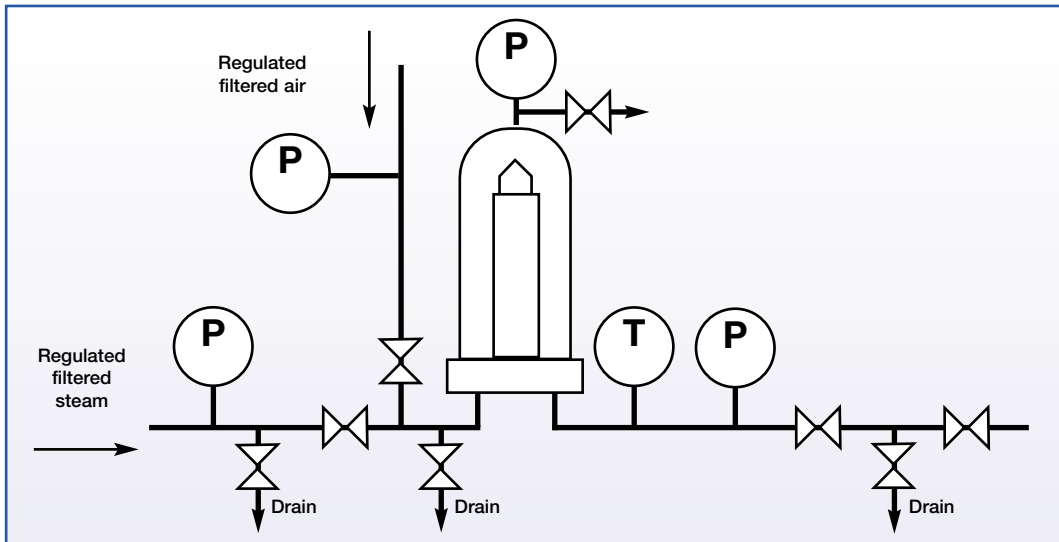 Regulated
filtered air
P
P
P
Regulated
filtered
steam
T
P
Drain
Drain
Drain